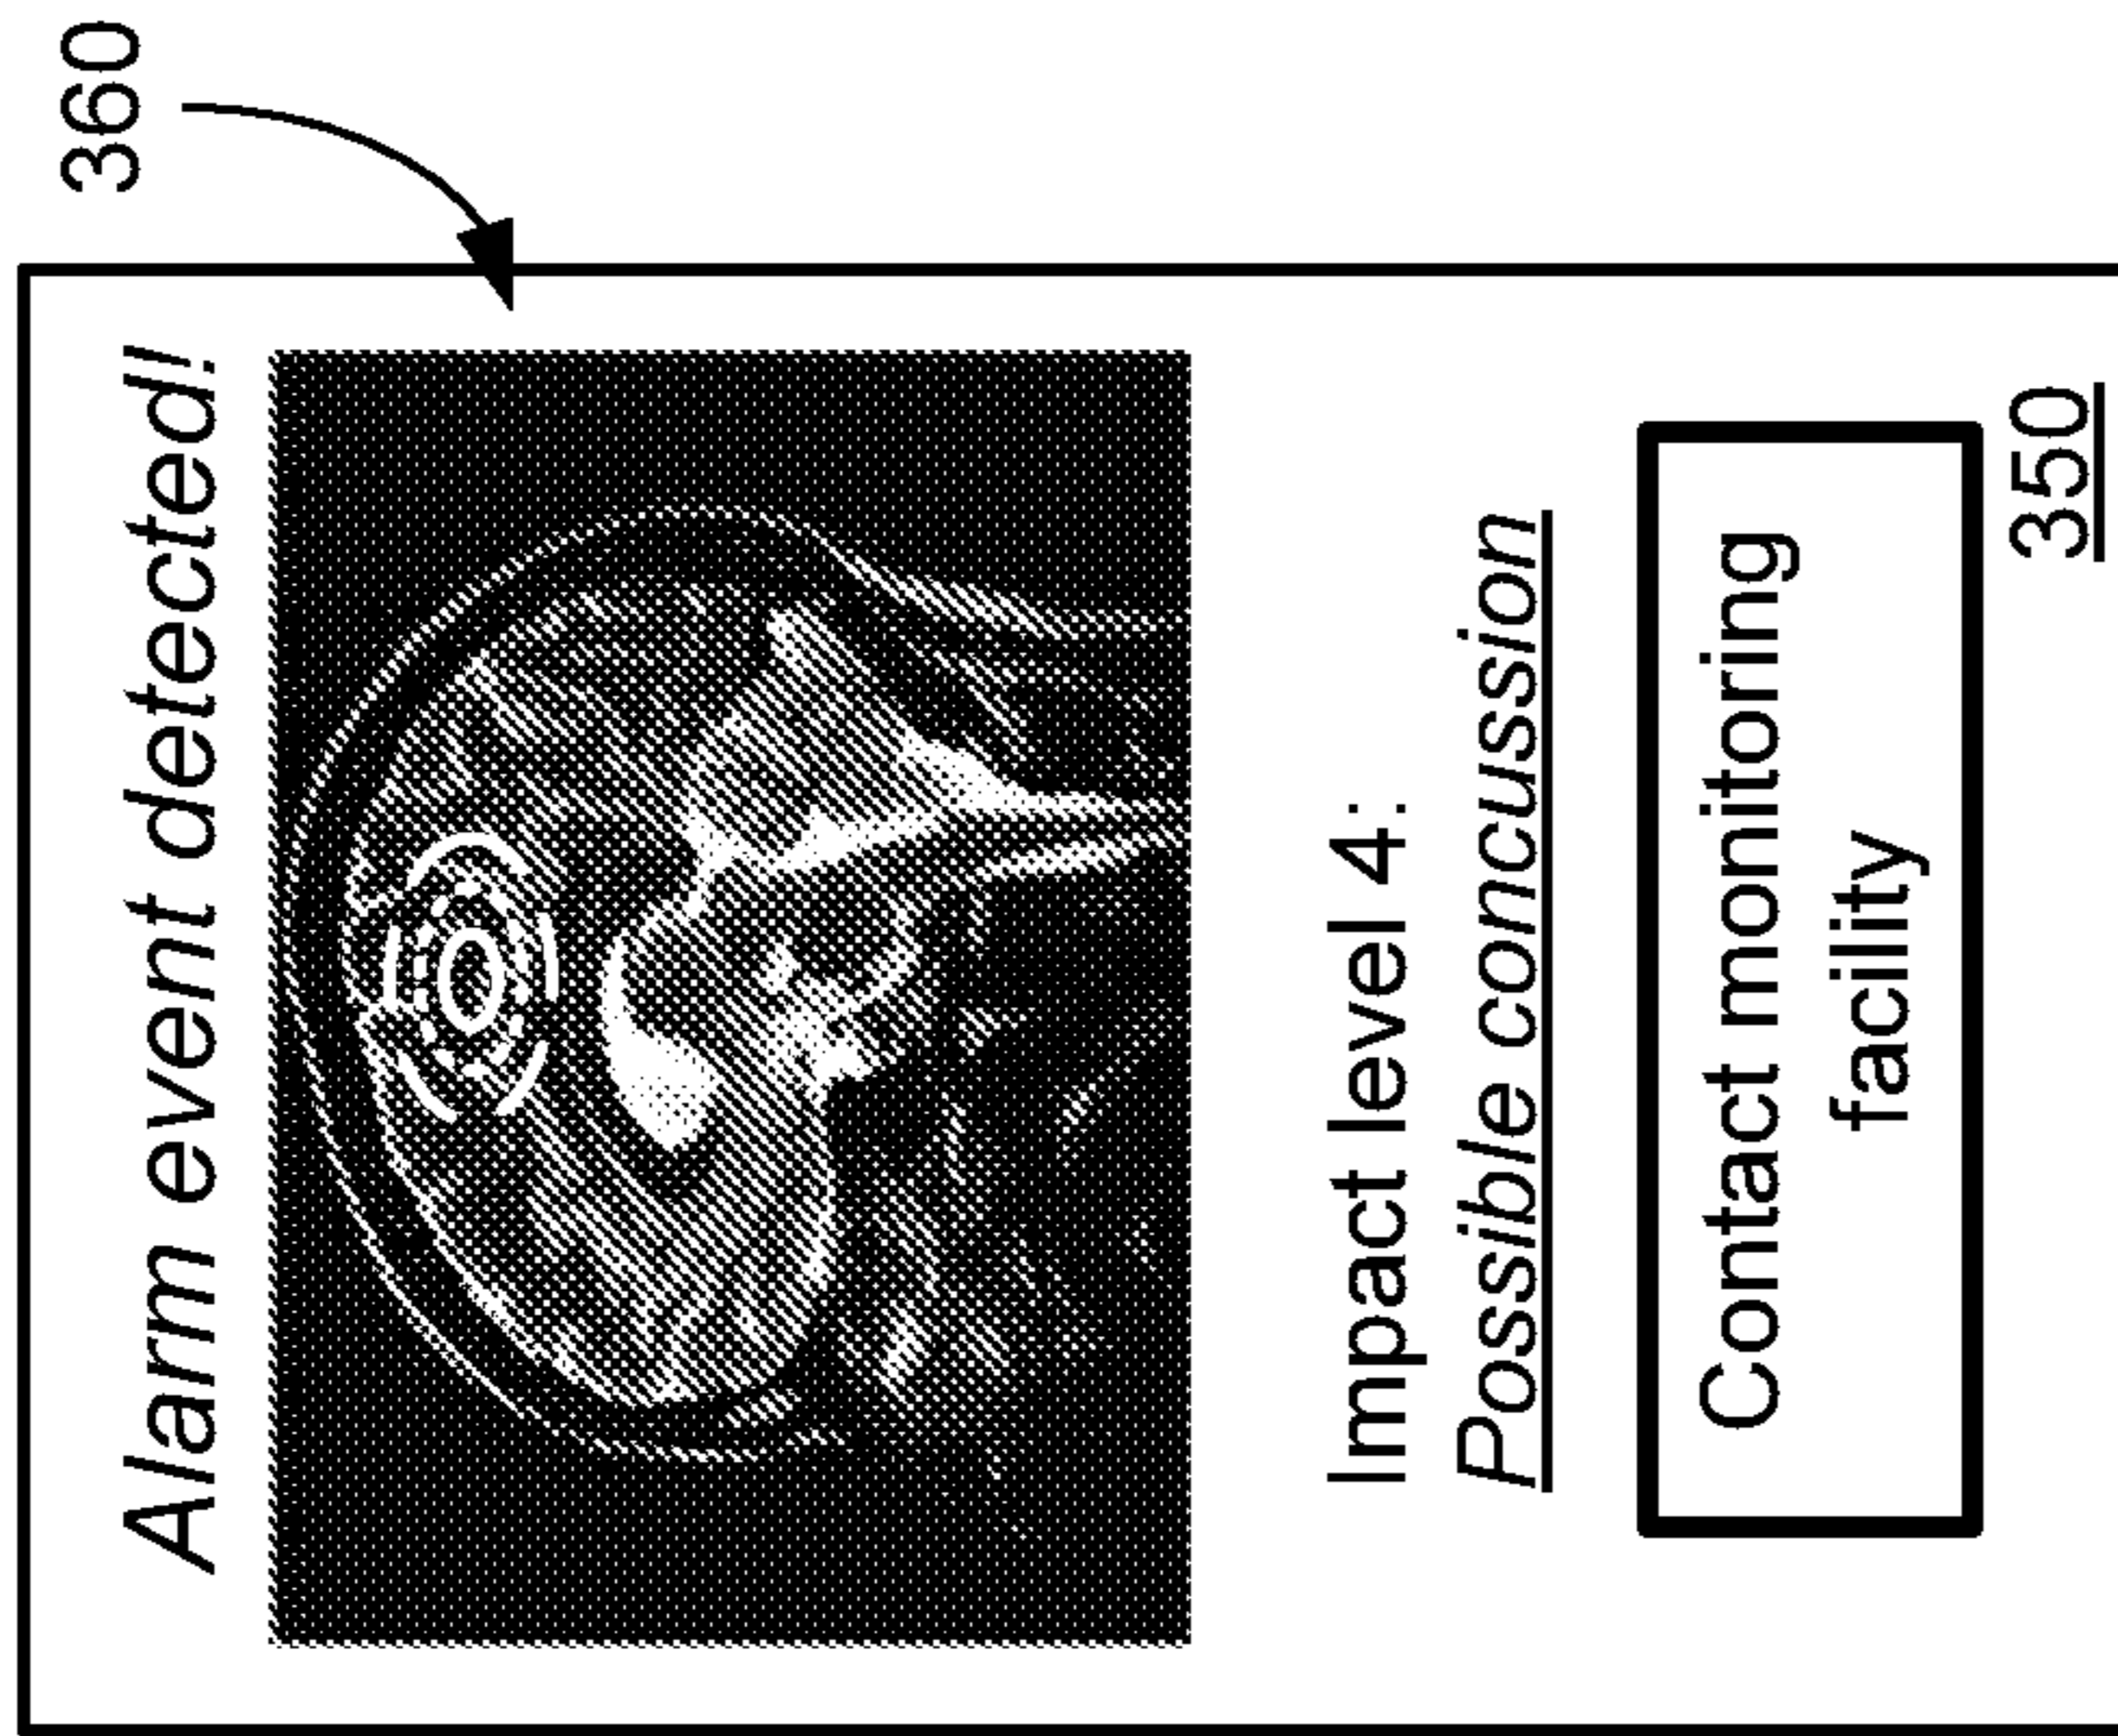 360
Alarm event detected!
Impact level 4:
Possible concussion
Contact monitoring
facility
350